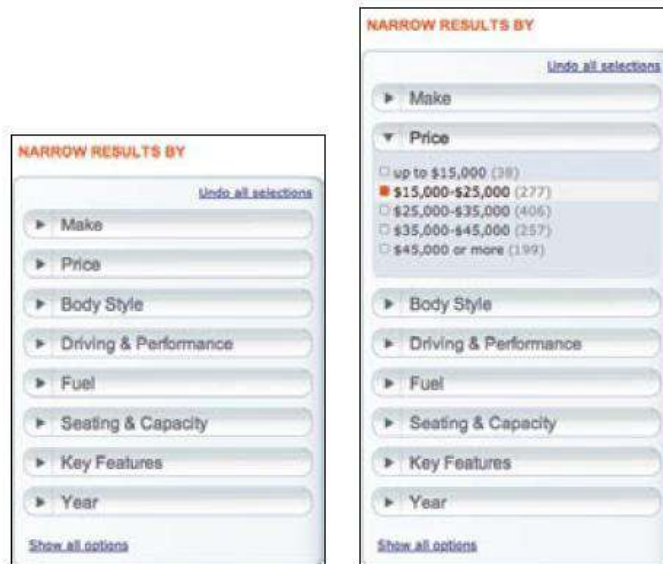 NARROW RESULTS BY
Undo all selections
Make
Price
Body Style
Driving & Performance
Fuel
Seating & Capacity
Key Features
Year
Show all options
NARROW RESULTS BY
Undo all selections
Make
Price
up to $15,000 (38)
$15,000-$25,000 (277)
$25,000-$35,000 (406)
$35,000-$45,000 (257)
$45,000 or more (199)
Body Style
Driving & Performance
Fuel
Seating & Capacity
Key Features
Year
Show all options